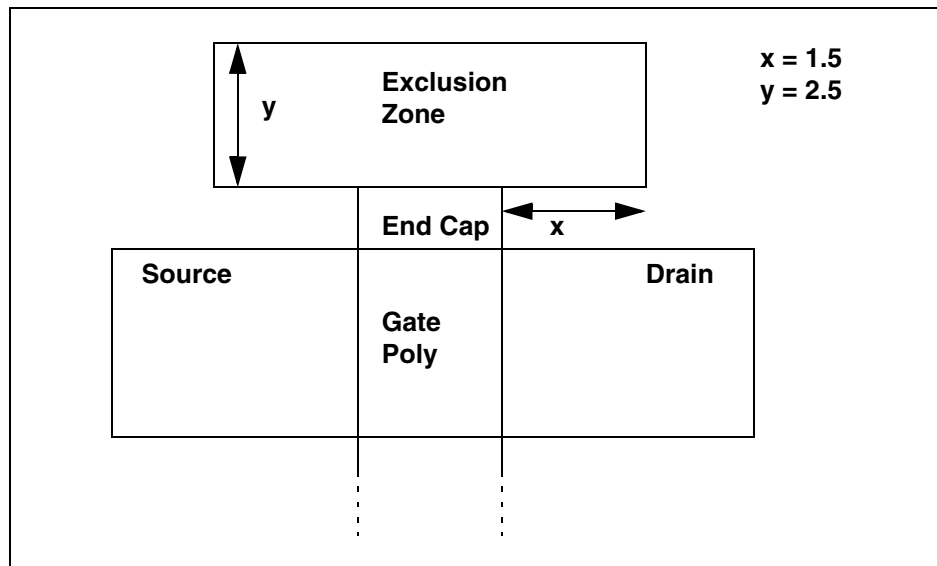 x = 1.5
y = 2.5
Exclusion
Zone
y
End Cap
x
Source
Drain
Gate
Poly